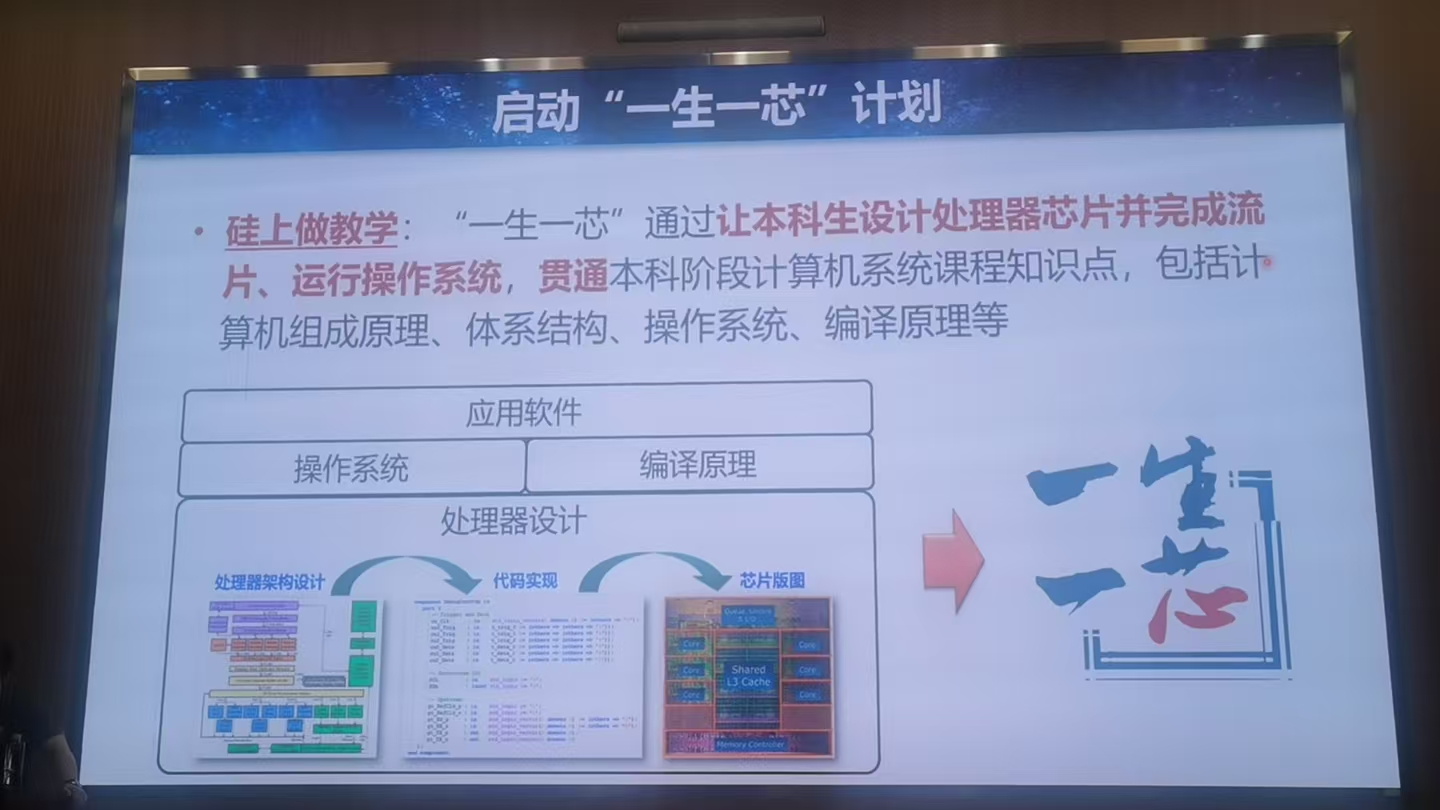 启动“一生一芯”计划
• 硅上做教学：“一生一芯”通过让本科生设计处理器芯片并完成流
片、运行操作系统，贯通本科阶段计算机系统课程知识点，包括计
算机组成原理、体系结构、操作系统、编译原理等
应用软件
操作系统
编译原理
处理器设计
处理器架构设计
代码实现
芯片版图
Core
Core
Core
Shared
L3 Cache
Core
Core
Core
Memory Controller
一生
一芯